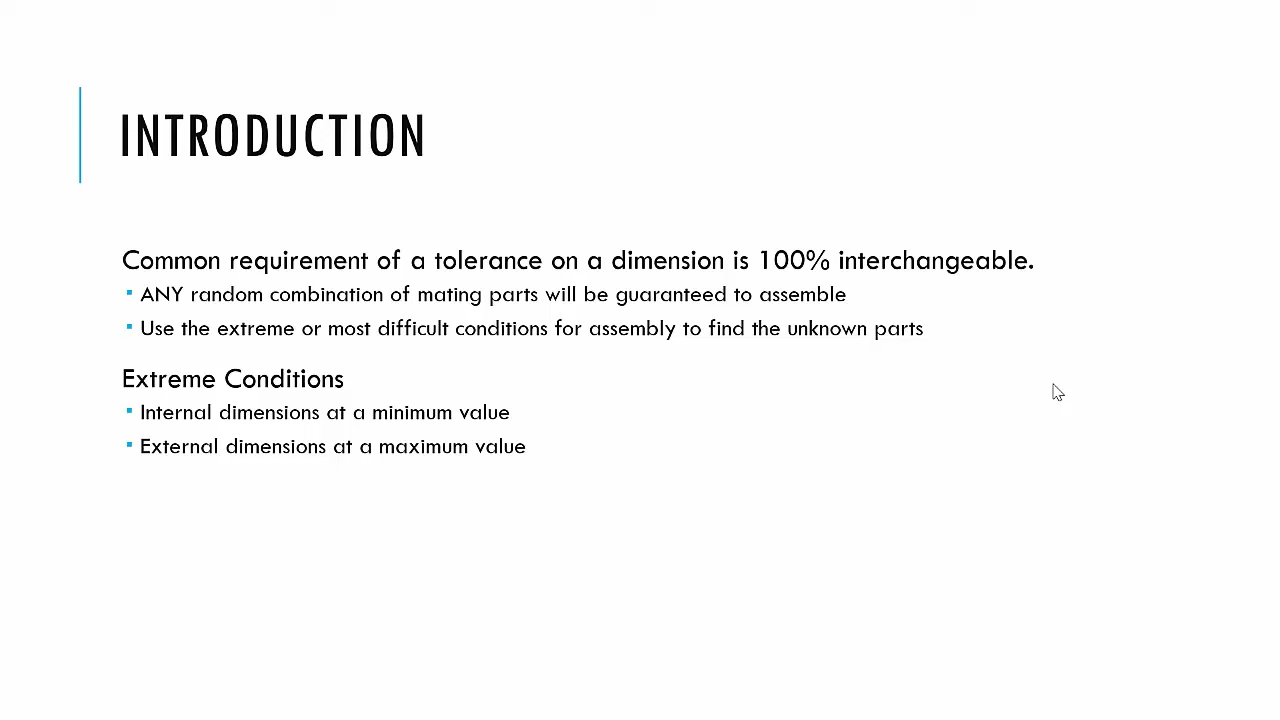 INTRODUCTION
Common requirement of a tolerance on a dimension is 100% interchangeable.
ANY random combination of mating parts will be guaranteed to assemble
Use the extreme or most difficult conditions for assembly to find the unknown parts
Extreme Conditions
Internal dimensions at a minimum value
External dimensions at a maximum value